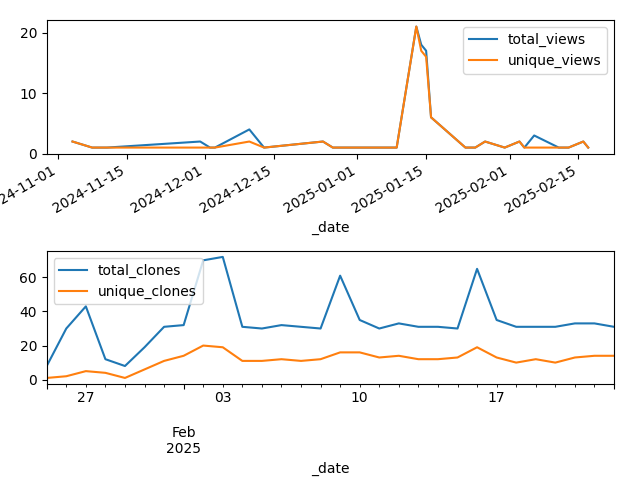 20
10
0
total_views
unique_views
24-11-01
2024-11-15
2024-12-01
2024-12-15
2025-01-01
2025-01-15
2025-02-01
2025-02-15
_date
60
40
20
0
total_clones
unique_clones
27
03
10
17
Feb
2025
_date